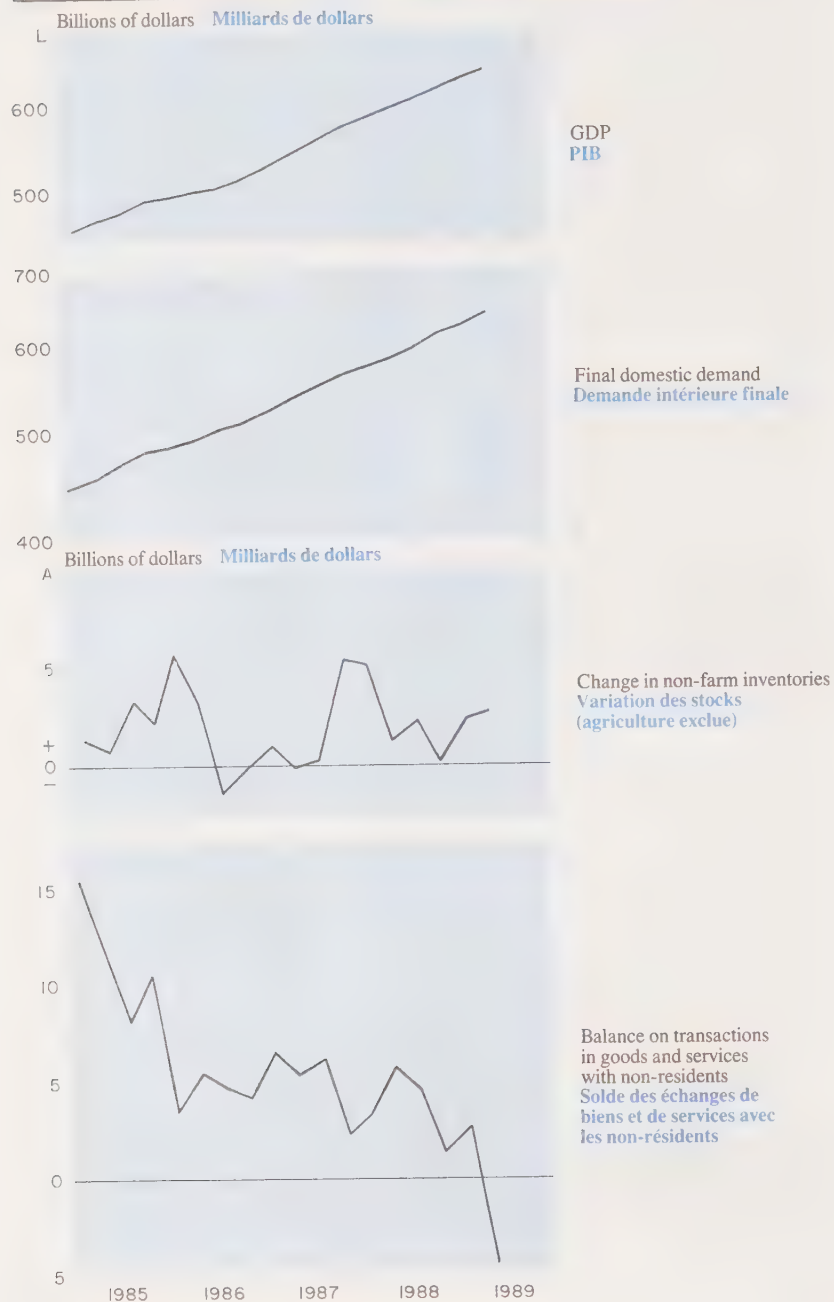 Billions of dollars Milliards de dollars
L
600
500
GDP
PIB
700
600
500
400
Final domestic demand
Demande intérieure finale
Billions of dollars Milliards de dollars
A
5
+
0
–
Change in non-farm inventories
Variation des stocks
(agriculture exclue)
15
10
5
0
5
Balance on transactions
in goods and services
with non-residents
Solde des échanges de
biens et de services avec
les non-résidents
1985 1986 1987 1988 1989